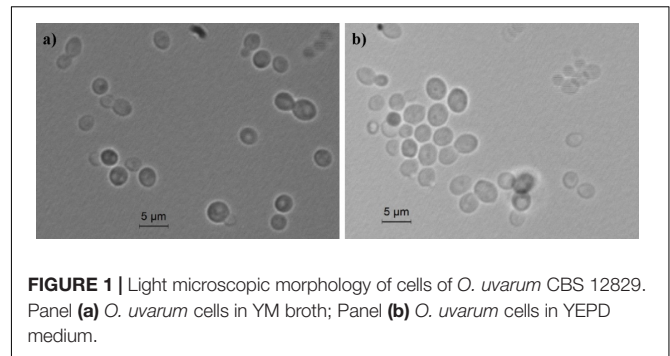 a)
b)
5 µm
5 µm
FIGURE 1 | Light microscopic morphology of cells of O. uvarum CBS 12829.
Panel (a) O. uvarum cells in YM broth; Panel (b) O. uvarum cells in YEPD
medium.